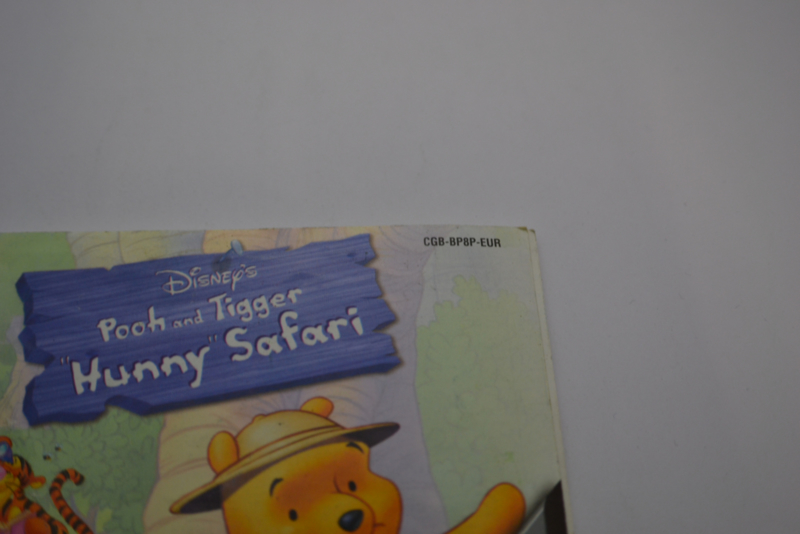 CGB-BP8P-EUR
Disney's
Pooh and Tigger
"Hunny" Safari